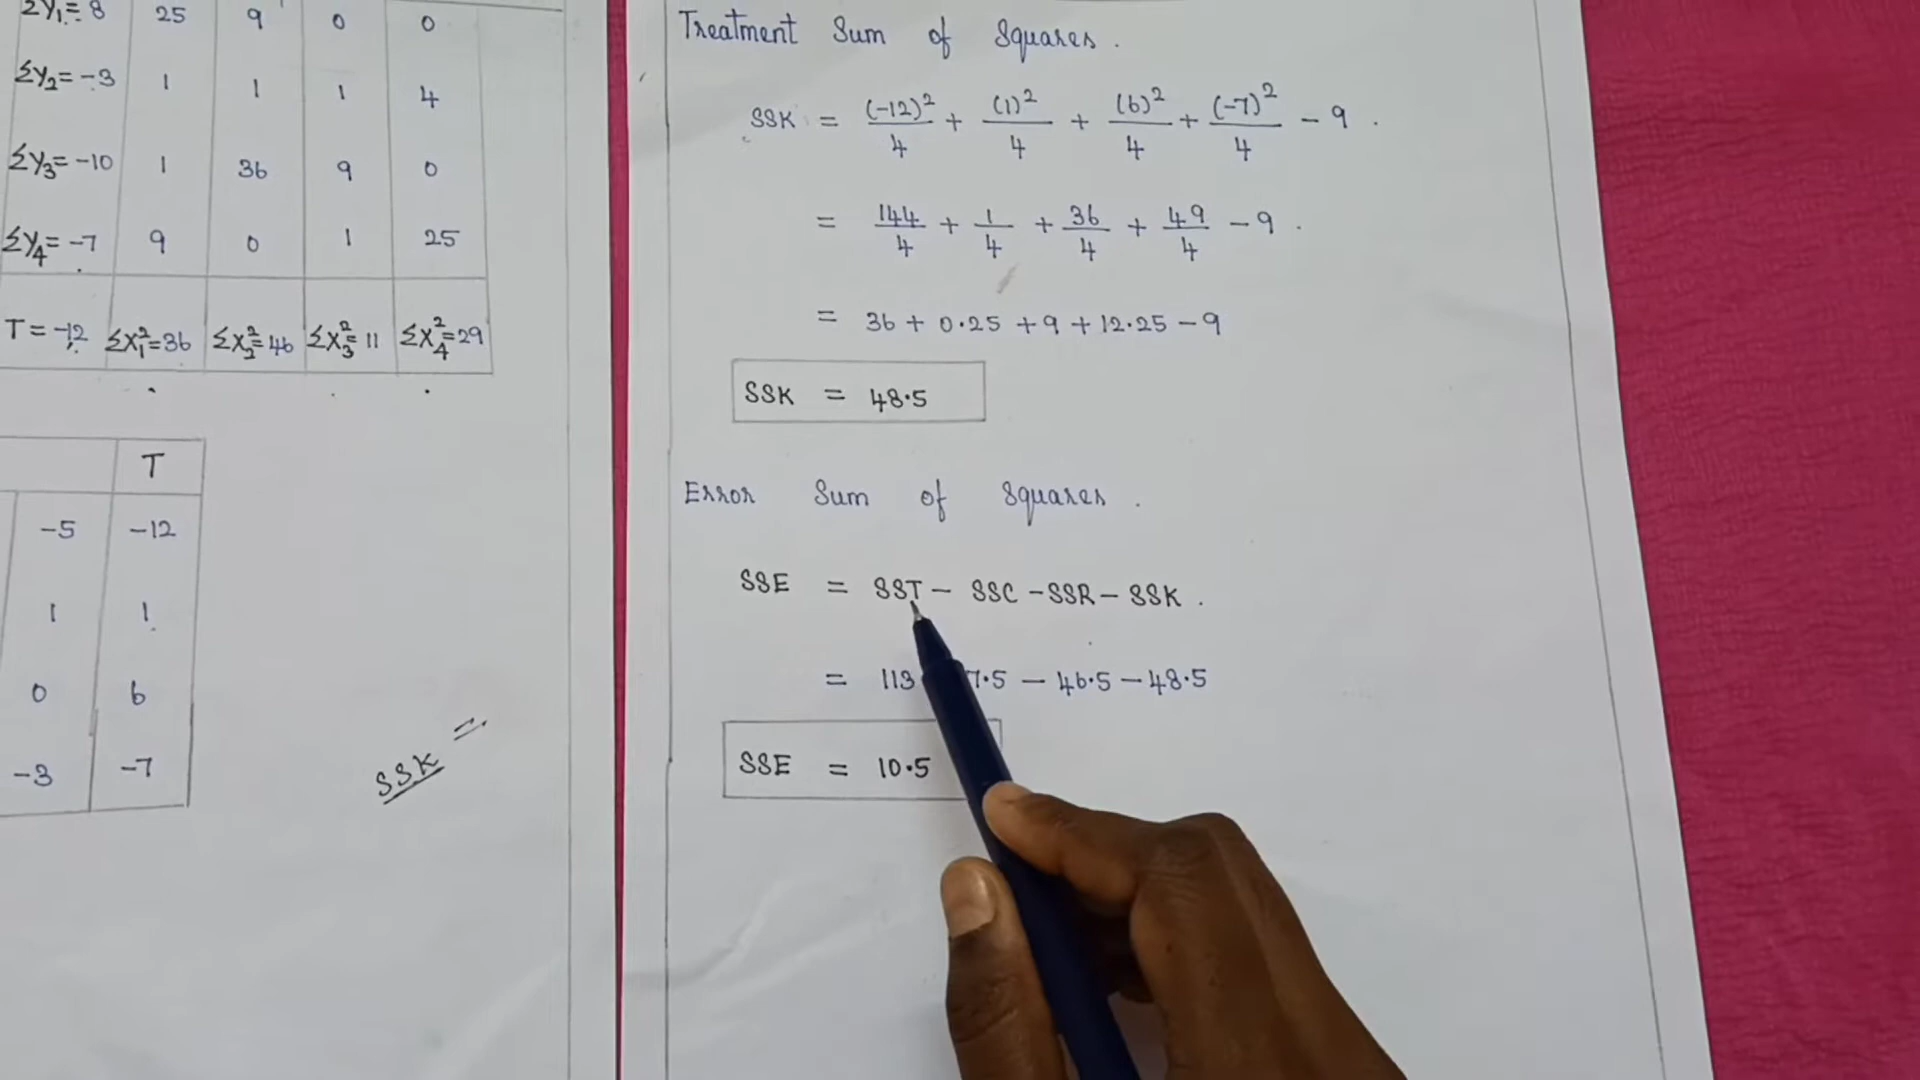 ΣY₁= 8 25 9 0 0
ΣY₂= -3 1 1 1 4
ΣY₃= -10 1 36 9 0
ΣY₄= -7 9 0 1 25
T = -12 ΣX₁²=36 ΣX₂²=46 ΣX₃²= 11 ΣX₄²=29
T
-5 -12
1 1
0 6
-3 -7
SSK =
Treatment Sum of Squares.
SSK = (-12)²/4 + (1)²/4 + (6)²/4 + (-7)²/4 - 9.
= 144/4 + 1/4 + 36/4 + 49/4 - 9.
= 36 + 0.25 + 9 + 12.25 - 9
SSK = 48.5
Error Sum of Squares.
SSE = SST - SSC - SSR - SSK.
= 113 7.5 - 46.5 - 48.5
SSE = 10.5